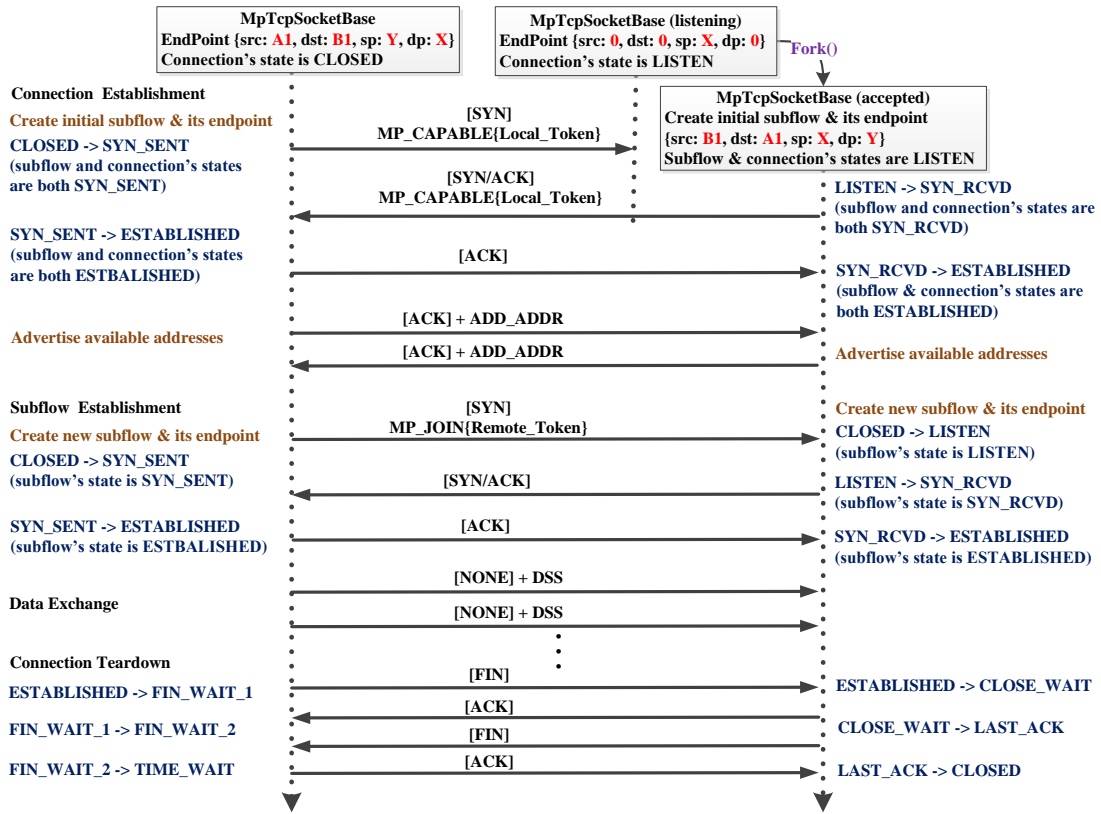 MpTcpSocketBase
EndPoint {src: A1, dst: B1, sp: Y, dp: X}
Connection's state is CLOSED
MpTcpSocketBase (listening)
EndPoint {src: 0, dst: 0, sp: X, dp: 0}
Connection's state is LISTEN
Fork()
MpTcpSocketBase (accepted)
Create initial subflow & its endpoint
{src: B1, dst: A1, sp: X, dp: Y}
Subflow & connection's states are LISTEN
Connection Establishment
Create initial subflow & its endpoint
CLOSED -> SYN_SENT
(subflow and connection's states
are both SYN_SENT)
[SYN]
MP_CAPABLE{Local_Token}
[SYN/ACK]
MP_CAPABLE{Local_Token}
LISTEN -> SYN_RCVD
(subflow and connection's states are
both SYN_RCVD)
SYN_SENT -> ESTABLISHED
(subflow and connection's states
are both ESTBALISHED)
[ACK]
SYN_RCVD -> ESTABLISHED
(subflow & connection's states are
both ESTABLISHED)
[ACK] + ADD_ADDR
Advertise available addresses
[ACK] + ADD_ADDR
Advertise available addresses
Subflow Establishment
Create new subflow & its endpoint
CLOSED -> SYN_SENT
(subflow's state is SYN_SENT)
[SYN]
MP_JOIN{Remote_Token}
Create new subflow & its endpoint
CLOSED -> LISTEN
(subflow's state is LISTEN)
[SYN/ACK]
LISTEN -> SYN_RCVD
(subflow's state is SYN_RCVD)
SYN_SENT -> ESTABLISHED
(subflow's state is ESTBALISHED)
[ACK]
SYN_RCVD -> ESTABLISHED
(subflow's state is ESTABLISHED)
[NONE] + DSS
Data Exchange
[NONE] + DSS
Connection Teardown
ESTABLISHED -> FIN_WAIT_1
[FIN]
ESTABLISHED -> CLOSE_WAIT
[ACK]
FIN_WAIT_1 -> FIN_WAIT_2
[FIN]
CLOSE_WAIT -> LAST_ACK
FIN_WAIT_2 -> TIME_WAIT
[ACK]
LAST_ACK -> CLOSED